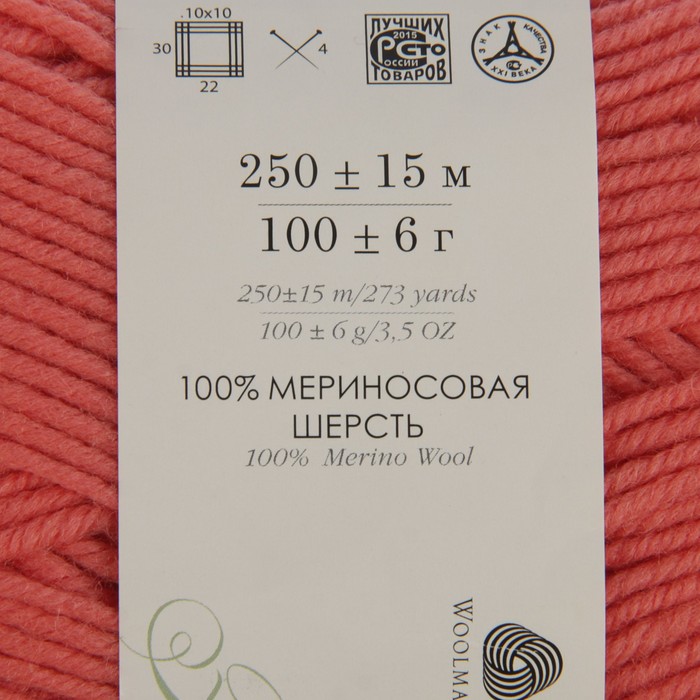 .10x10
30
4
22
ЛУЧШИХ
2015
РОСТО
РОССИИ
ТОВАРОВ
ЗНАК КАЧЕСТВА
XXI ВЕКА
250 ± 15 м
100 ± 6 г
250±15 m/273 yards
100 ± 6 g/3,5 OZ
100% МЕРИНОСОВАЯ
ШЕРСТЬ
100% Merino Wool
WOOLMA